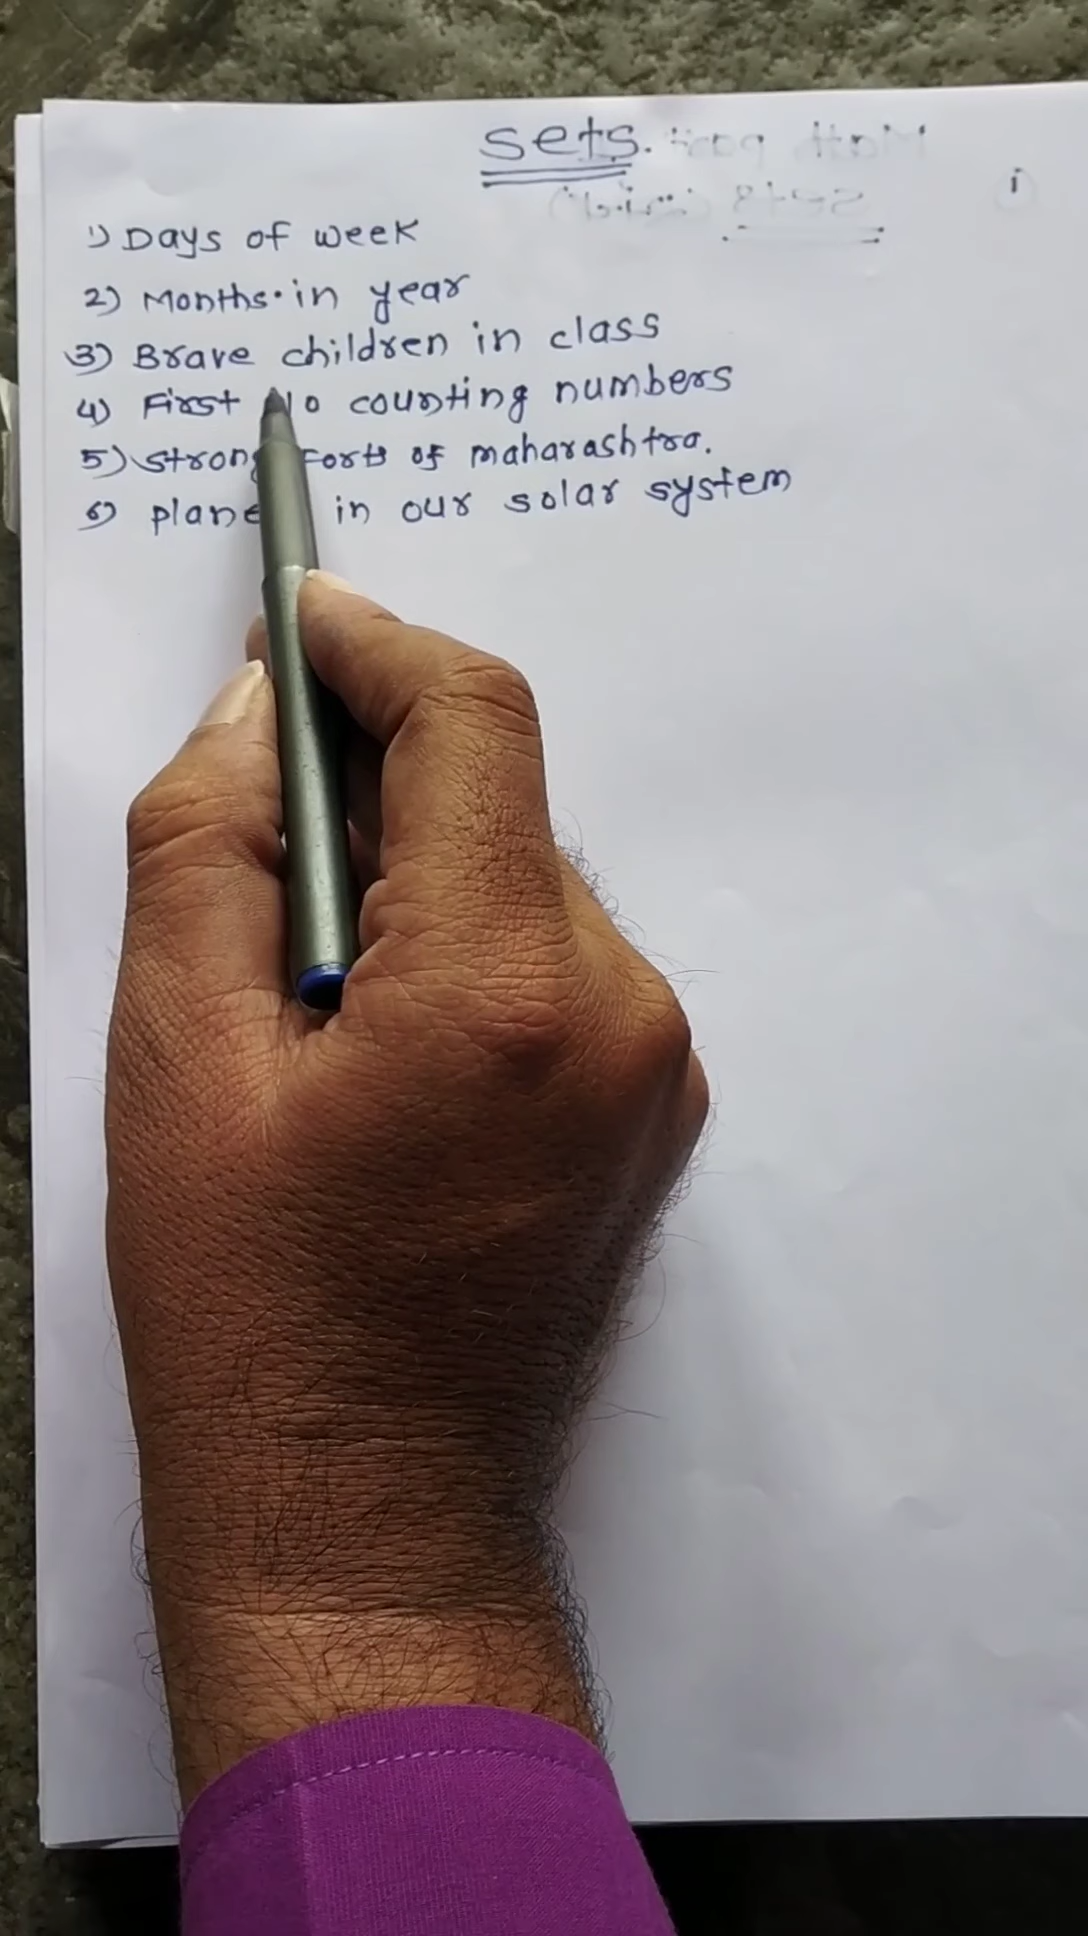 sets.
i
1) Days of week
2) Months in year
3) Brave children in class
4) First 10 counting numbers
5) strong forts of maharashtra.
6) in our solar system